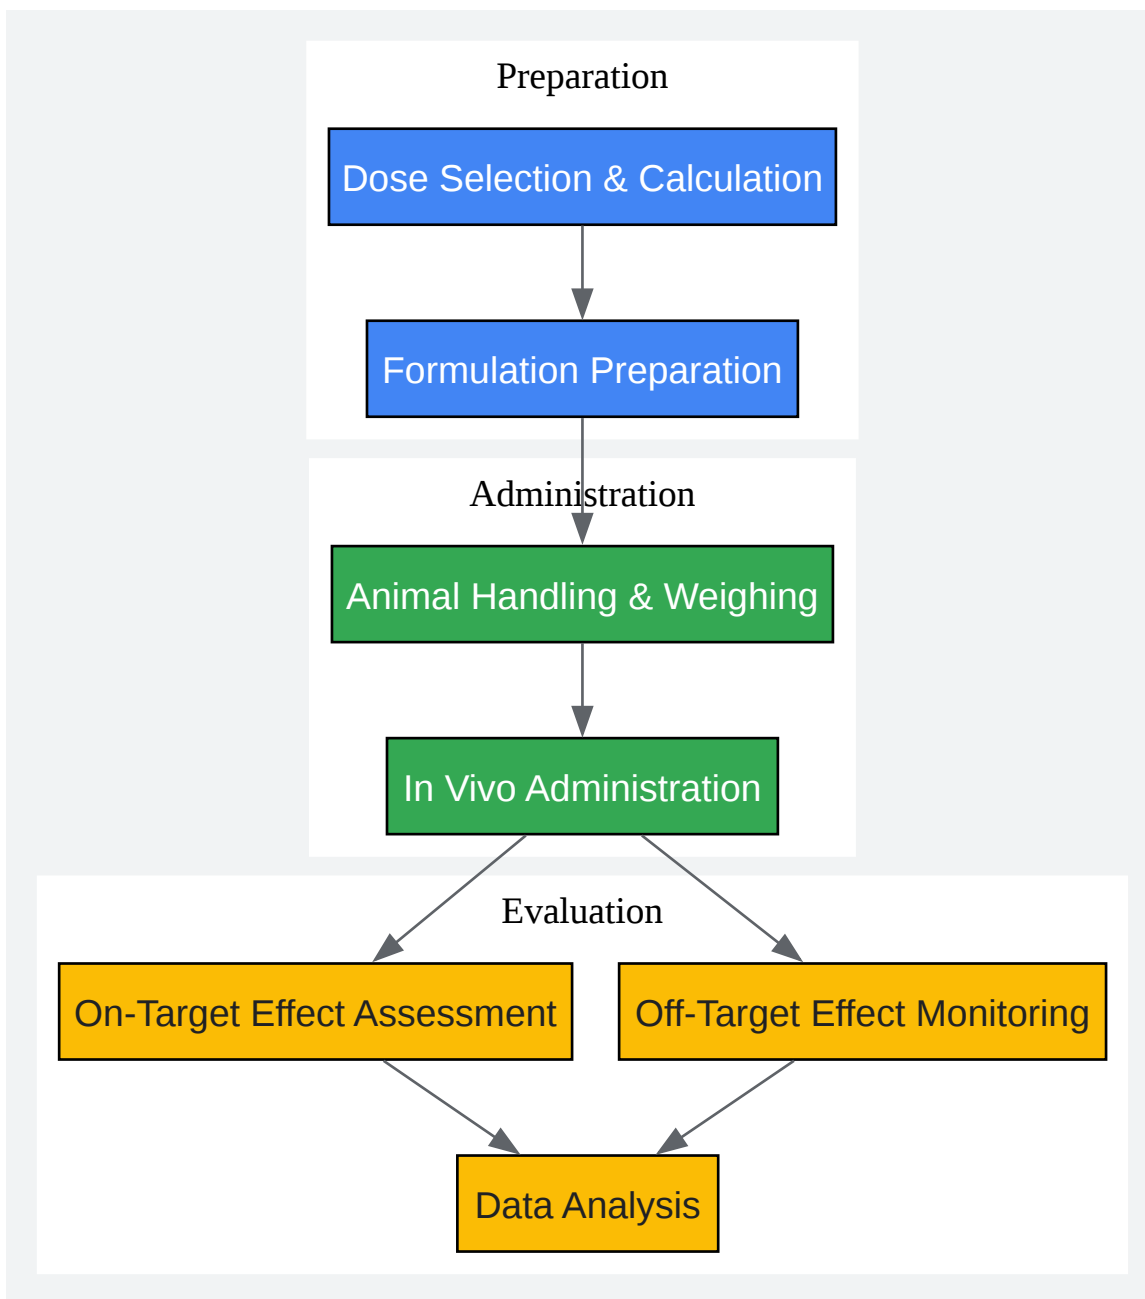 Preparation
Dose Selection & Calculation
Formulation Preparation
Administration
Animal Handling & Weighing
In Vivo Administration
Evaluation
On-Target Effect Assessment
Off-Target Effect Monitoring
Data Analysis